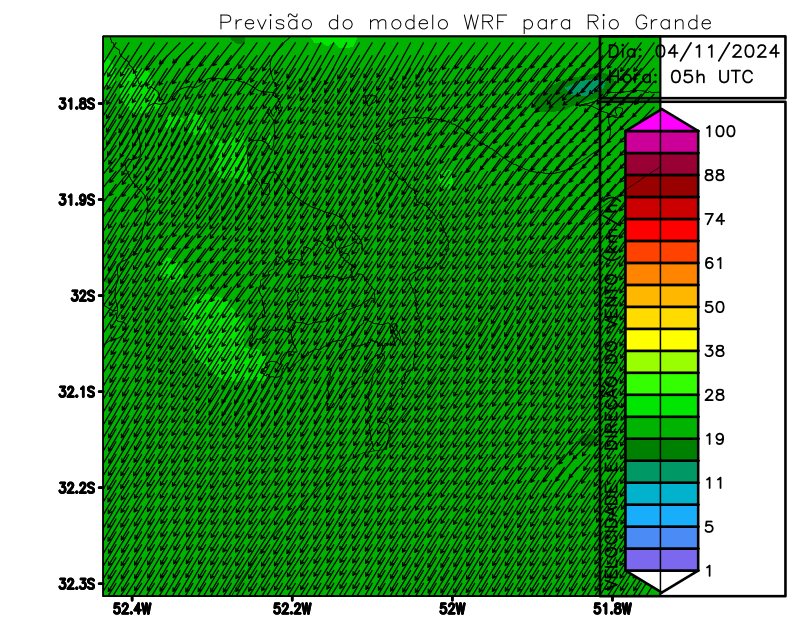 Previsão do modelo WRF para Rio Grande
Dia: 04/11/2024
Hora: 05h UTC
31.8S
31.9S
32S
32.1S
32.2S
32.3S
52.4W
52.2W
52W
51.8W
VELOCIDADE E DIREÇÃO DO VENTO (km/h)
100
88
74
61
50
38
28
19
11
5
1